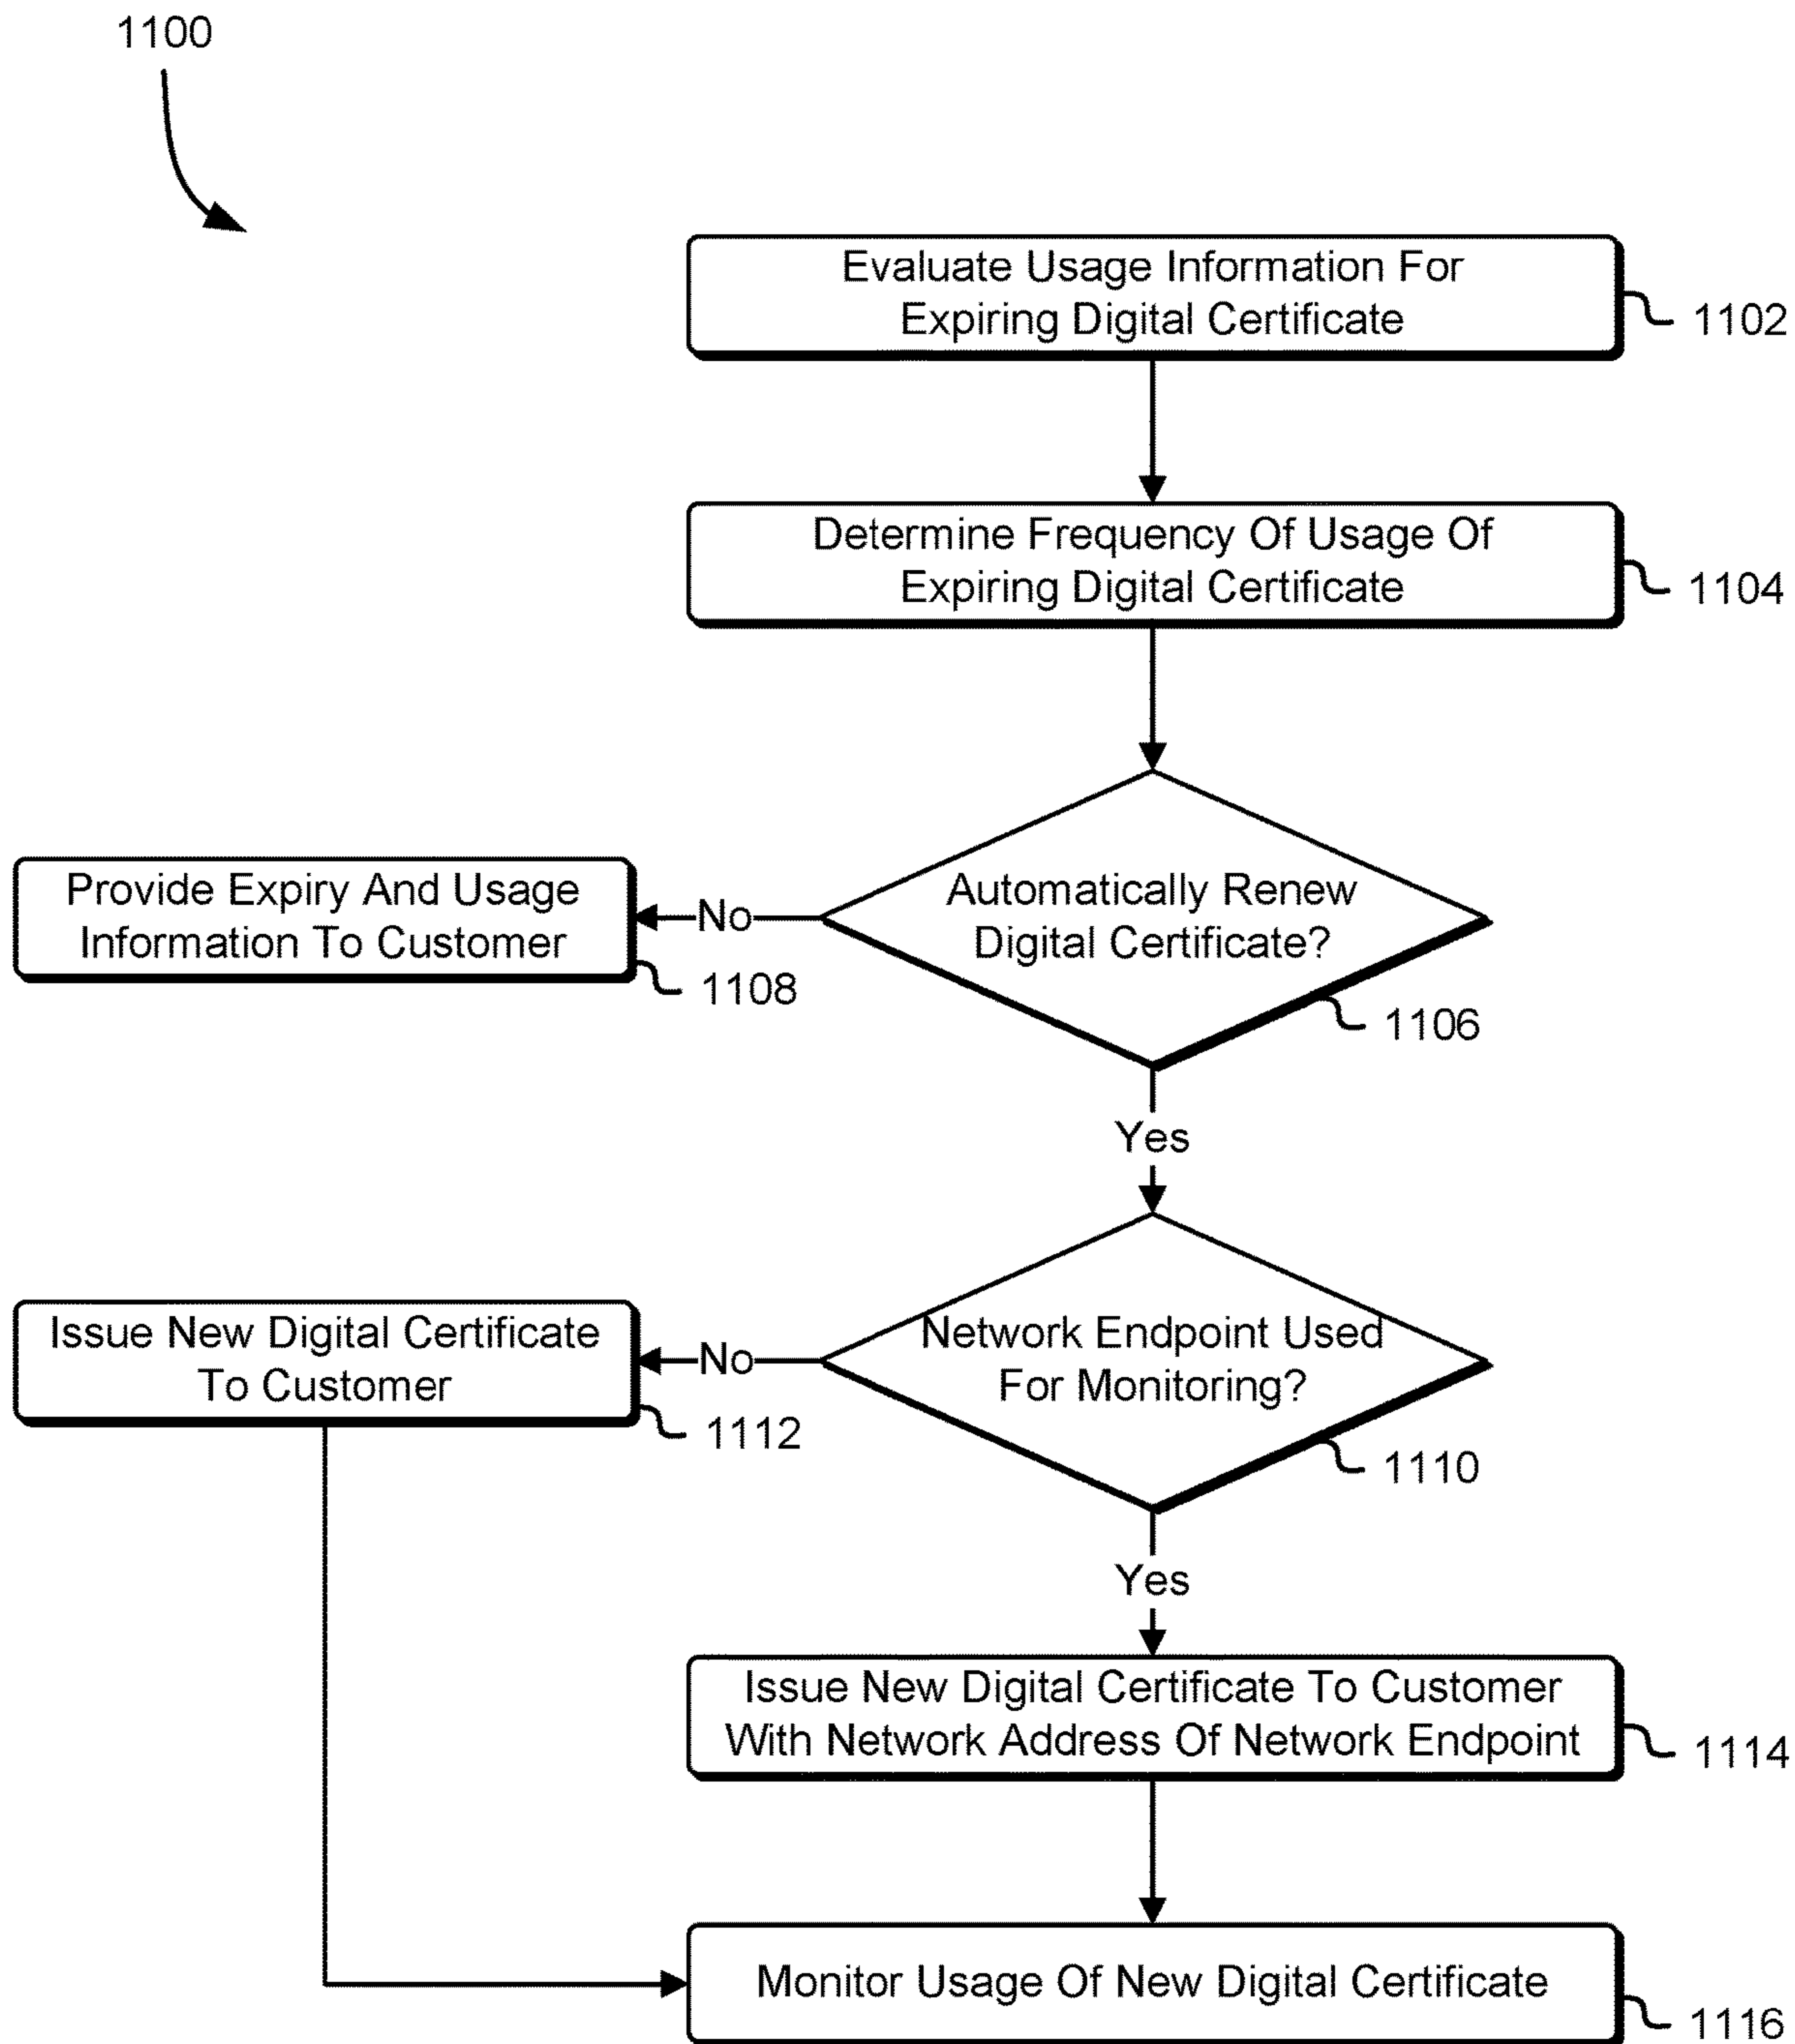 1100
Evaluate Usage Information For
Expiring Digital Certificate
1102
Determine Frequency Of Usage Of
Expiring Digital Certificate
1104
Automatically Renew
Digital Certificate?
1106
No
Provide Expiry And Usage
Information To Customer
1108
Yes
Network Endpoint Used
For Monitoring?
1110
No
Issue New Digital Certificate
To Customer
1112
Yes
Issue New Digital Certificate To Customer
With Network Address Of Network Endpoint
1114
Monitor Usage Of New Digital Certificate
1116